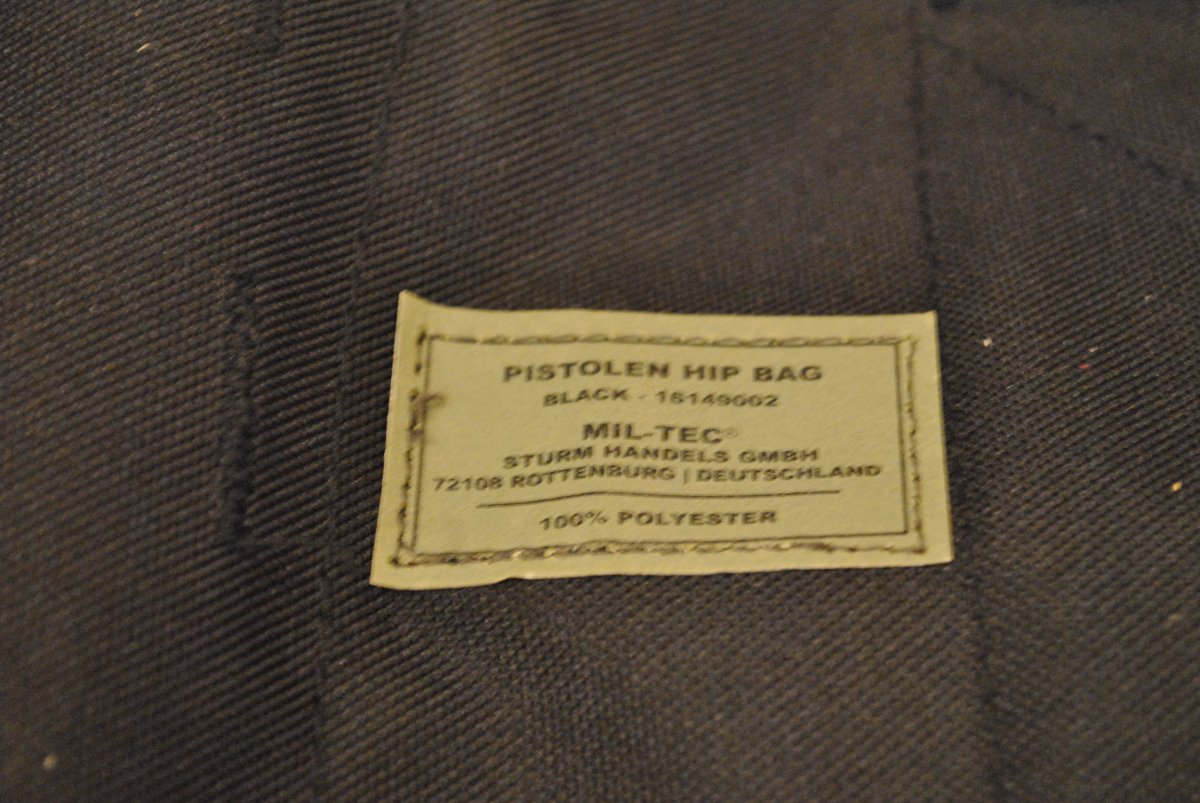 PISTOLEN HIP BAG
BLACK - 16149002
MIL-TEC®
STURM HANDELS GMBH
72108 ROTTENBURG | DEUTSCHLAND
100% POLYESTER